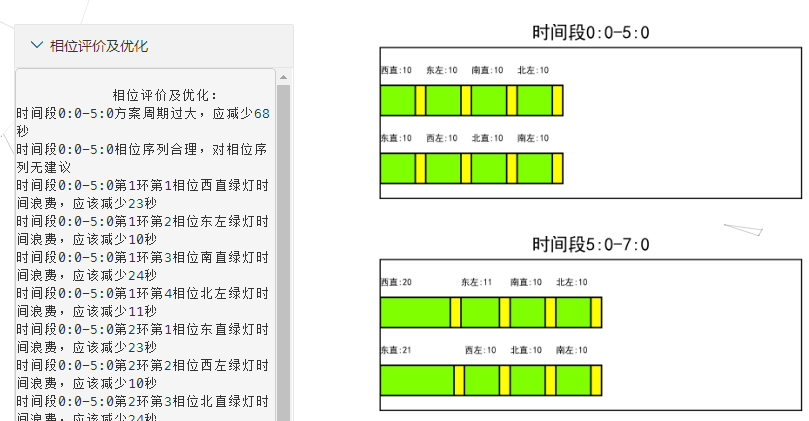 相位评价及优化
相位评价及优化：
时间段0:0-5:0方案周期过大，应减少68
秒
时间段0:0-5:0相位序列合理，对相位序
列无建议
时间段0:0-5:0第1环第1相位西直绿灯时
间浪费，应该减少23秒
时间段0:0-5:0第1环第2相位东左绿灯时
间浪费，应该减少10秒
时间段0:0-5:0第1环第3相位南直绿灯时
间浪费，应该减少24秒
时间段0:0-5:0第1环第4相位北左绿灯时
间浪费，应该减少11秒
时间段0:0-5:0第2环第1相位东直绿灯时
间浪费，应该减少23秒
时间段0:0-5:0第2环第2相位西左绿灯时
间浪费，应该减少10秒
时间段0:0-5:0第2环第3相位北直绿灯时
间浪费，应该减少24秒
时间段0:0-5:0
西直:10 东左:10 南直:10 北左:10
东直:10 西左:10 北直:10 南左:10
时间段5:0-7:0
西直:20 东左:11 南直:10 北左:10
东直:21 西左:10 北直:10 南左:10